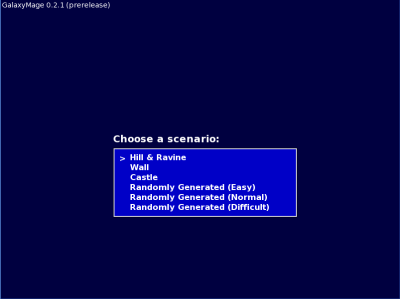 GalaxyMage 0.2.1 (prerelease)
Choose a scenario:
> Hill & Ravine
Wall
Castle
Randomly Generated (Easy)
Randomly Generated (Normal)
Randomly Generated (Difficult)